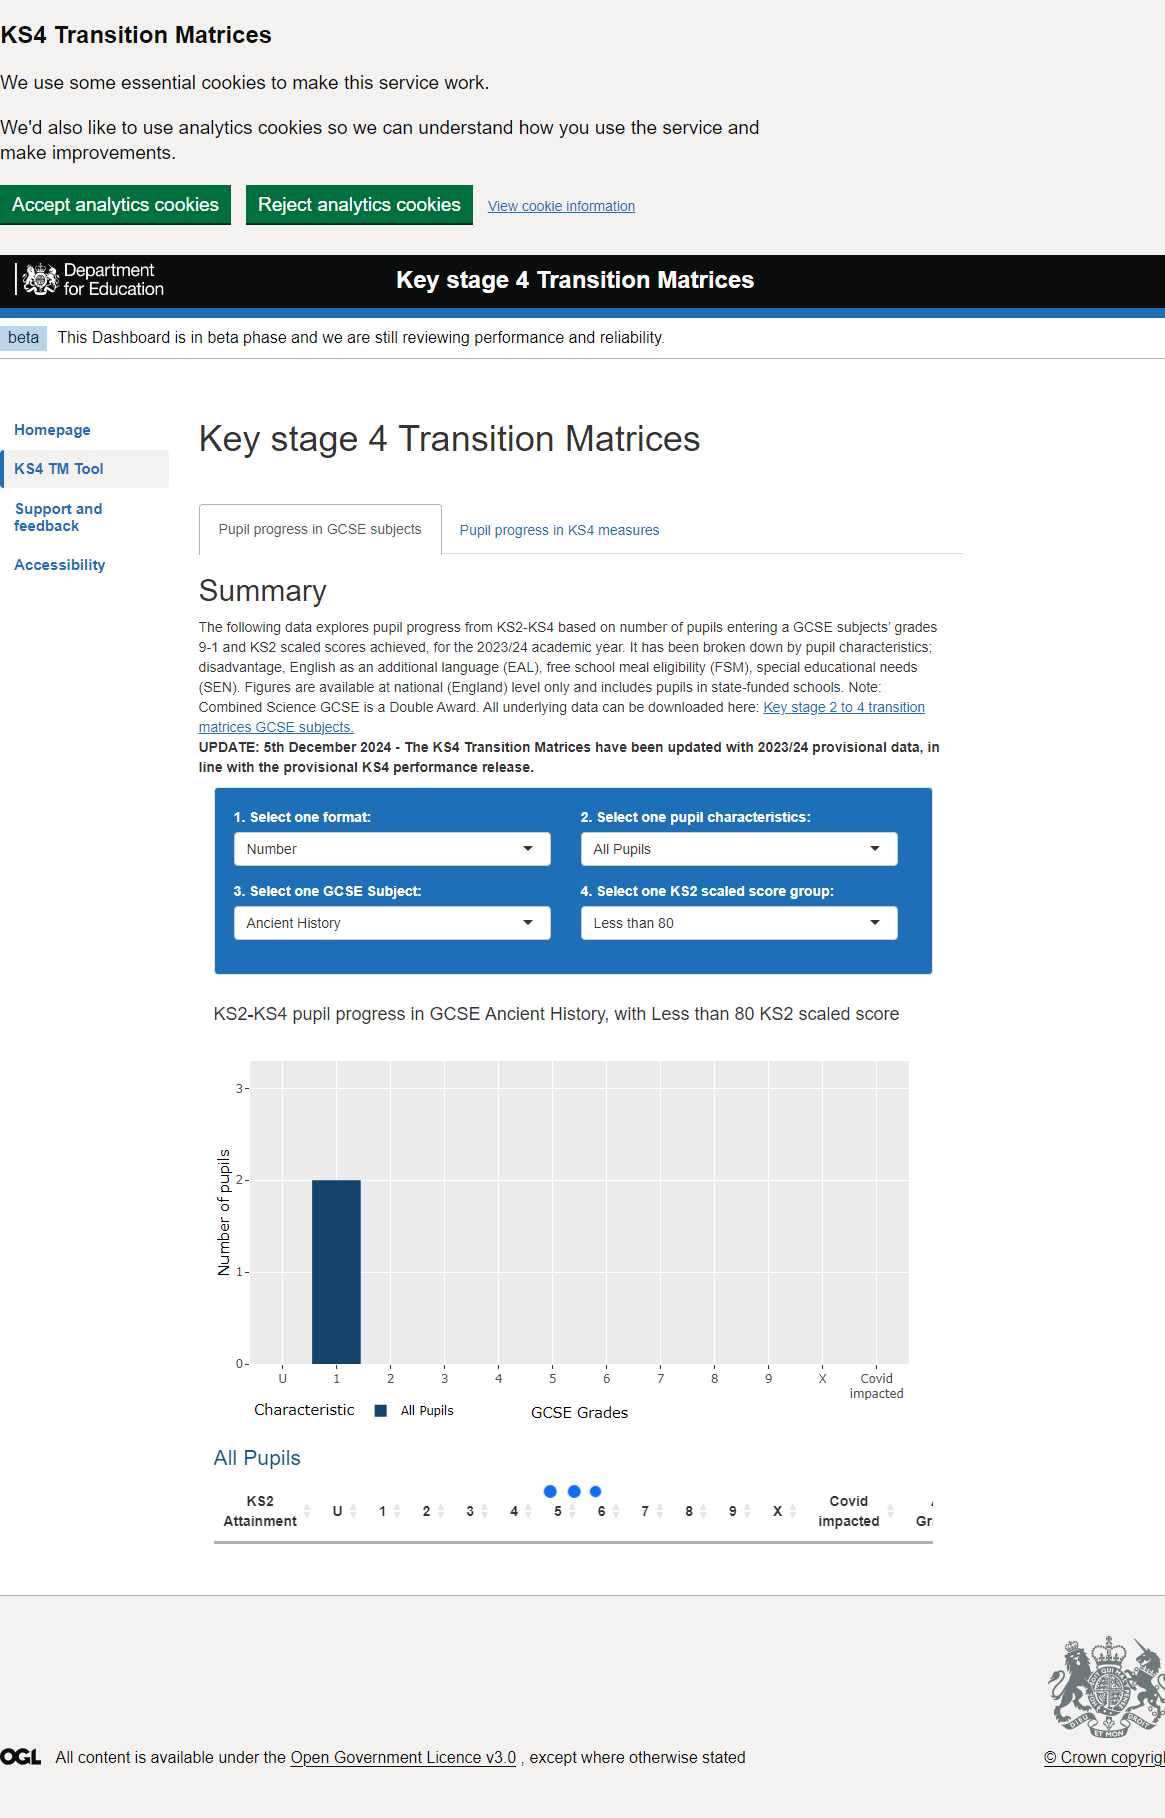 KS4 Transition Matrices
We use some essential cookies to make this service work.
We'd also like to use analytics cookies so we can understand how you use the service and
make improvements.
Accept analytics cookies Reject analytics cookies View cookie information
Department
for Education
Key stage 4 Transition Matrices
beta This Dashboard is in beta phase and we are still reviewing performance and reliability.
Homepage
KS4 TM Tool
Support and
feedback
Accessibility
Key stage 4 Transition Matrices
Pupil progress in GCSE subjects Pupil progress in KS4 measures
Summary
The following data explores pupil progress from KS2-KS4 based on number of pupils entering a GCSE subjects’ grades
9-1 and KS2 scaled scores achieved, for the 2023/24 academic year. It has been broken down by pupil characteristics;
disadvantage, English as an additional language (EAL), free school meal eligibility (FSM), special educational needs
(SEN). Figures are available at national (England) level only and includes pupils in state-funded schools. Note:
Combined Science GCSE is a Double Award. All underlying data can be downloaded here: Key stage 2 to 4 transition
matrices GCSE subjects.
UPDATE: 5th December 2024 - The KS4 Transition Matrices have been updated with 2023/24 provisional data, in
line with the provisional KS4 performance release.
1. Select one format: 2. Select one pupil characteristics:
Number All Pupils
3. Select one GCSE Subject: 4. Select one KS2 scaled score group:
Ancient History Less than 80
KS2-KS4 pupil progress in GCSE Ancient History, with Less than 80 KS2 scaled score
Number of pupils
3
2
1
0
U 1 2 3 4 5 6 7 8 9 X Covid
impacted
Characteristic All Pupils GCSE Grades
All Pupils
KS2
Attainment
U 1 2 3 4 5 6 7 8 9 X
Covid
impacted
DIEU ET MON DROIT
OGL All content is available under the Open Government Licence v3.0 , except where otherwise stated
© Crown